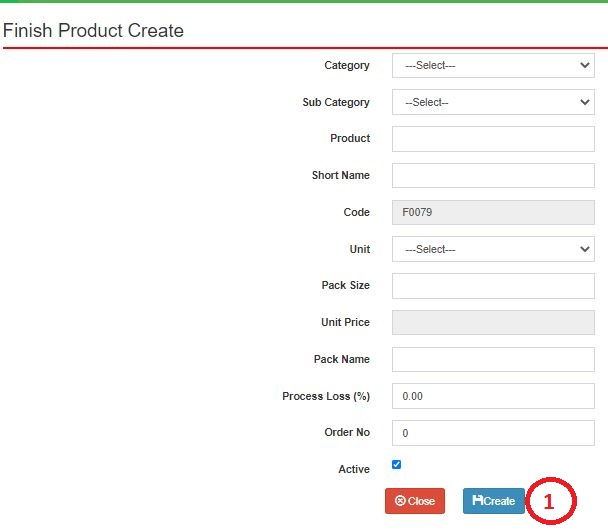 Finish Product Create
Category ---Select---
Sub Category --Select--
Product
Short Name
Code F0079
Unit ---Select---
Pack Size
Unit Price
Pack Name
Process Loss (%) 0.00
Order No 0
Active
Close Create 1